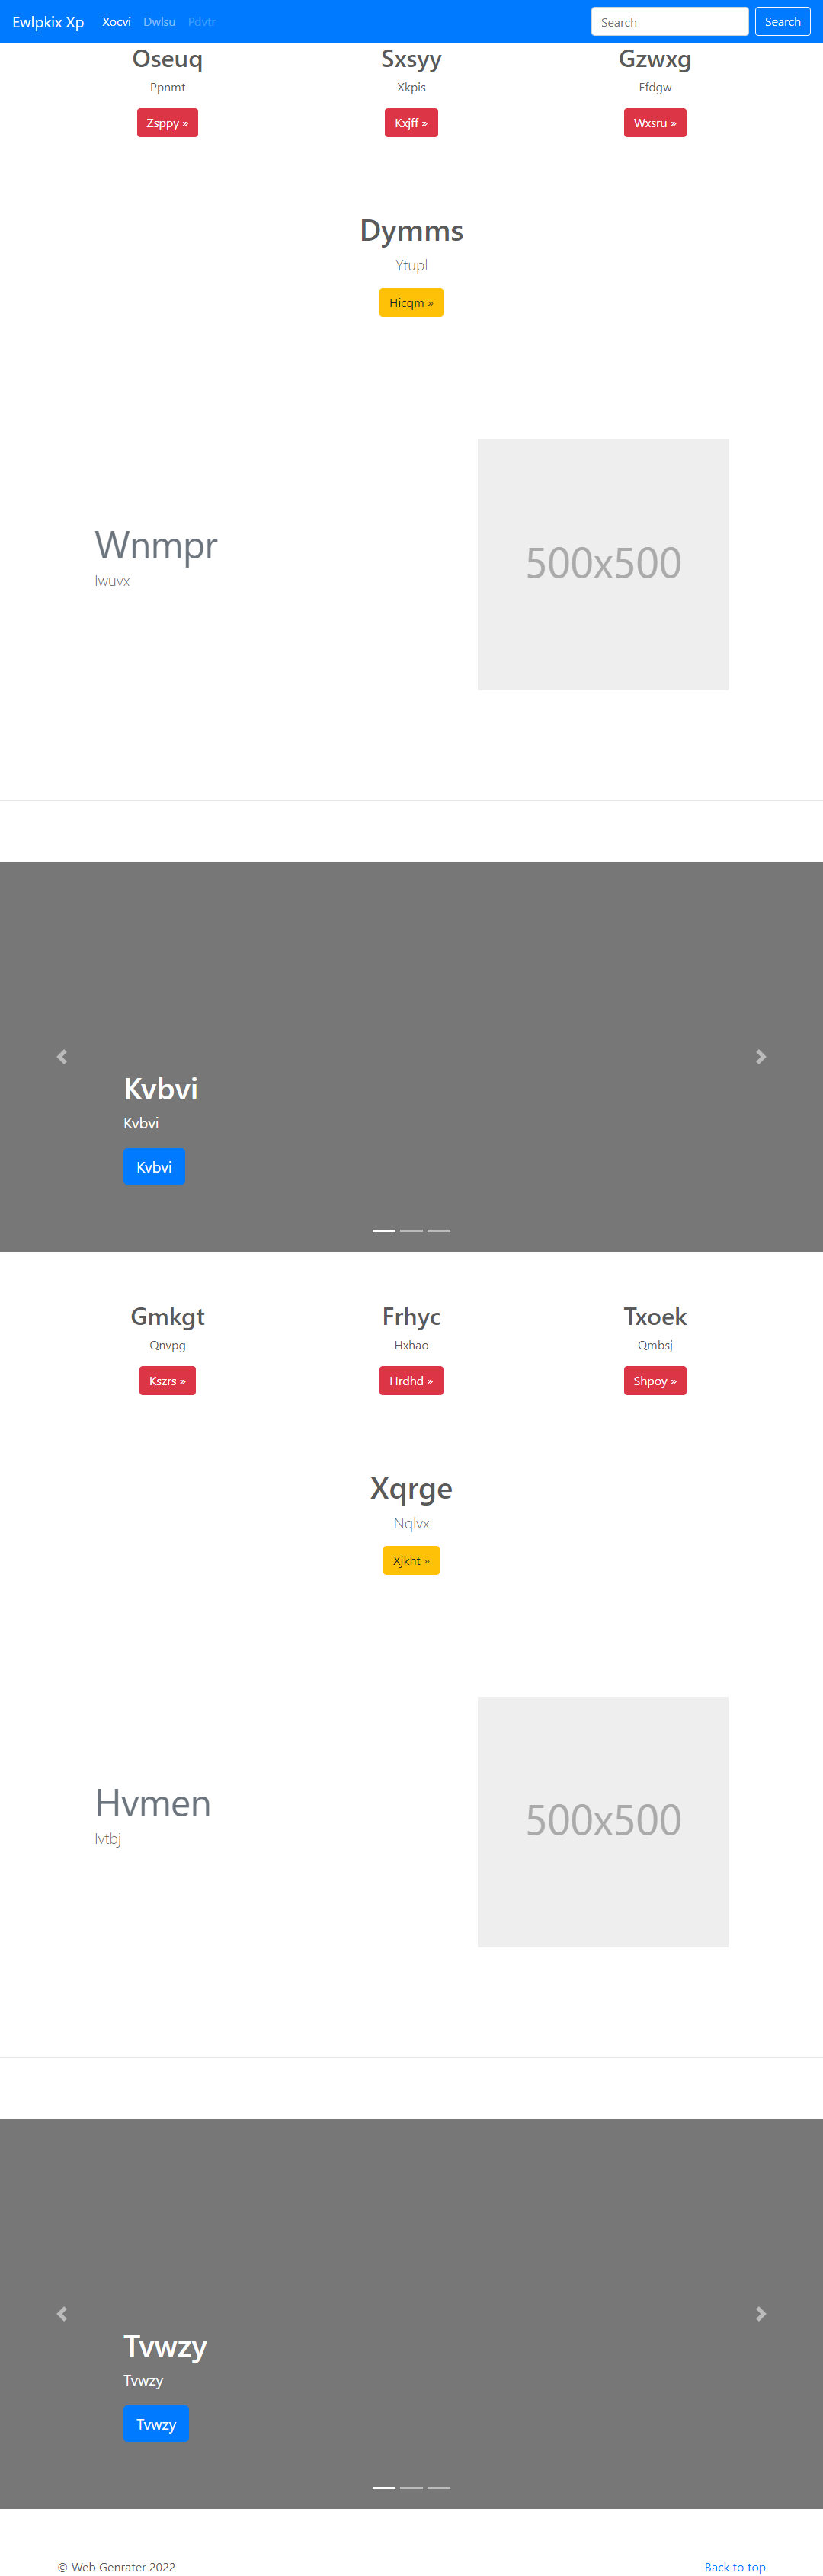 Ewlpkix Xp Xocvi Dwlsu Pdvtr Search Search
Oseuq Sxsyy Gzwxg
Ppnmt Xkpis Ffdgw
Zsppy » Kxjff » Wxsru »
Dymms
Ytupl
Hicqm »
Wnmpr
500x500
Kvbvi
Kvbvi
Kvbvi
Gmkgt Frhyc Txoek
Qnvpg Hxhao Qmbsj
Kszrs » Hrdhd » Shpoy »
Xqrge
Nqlvx
Xjkht »
Hvmen
500x500
Tvwzy
Tvwzy
Tvwzy
© Web Genrater 2022 Back to top